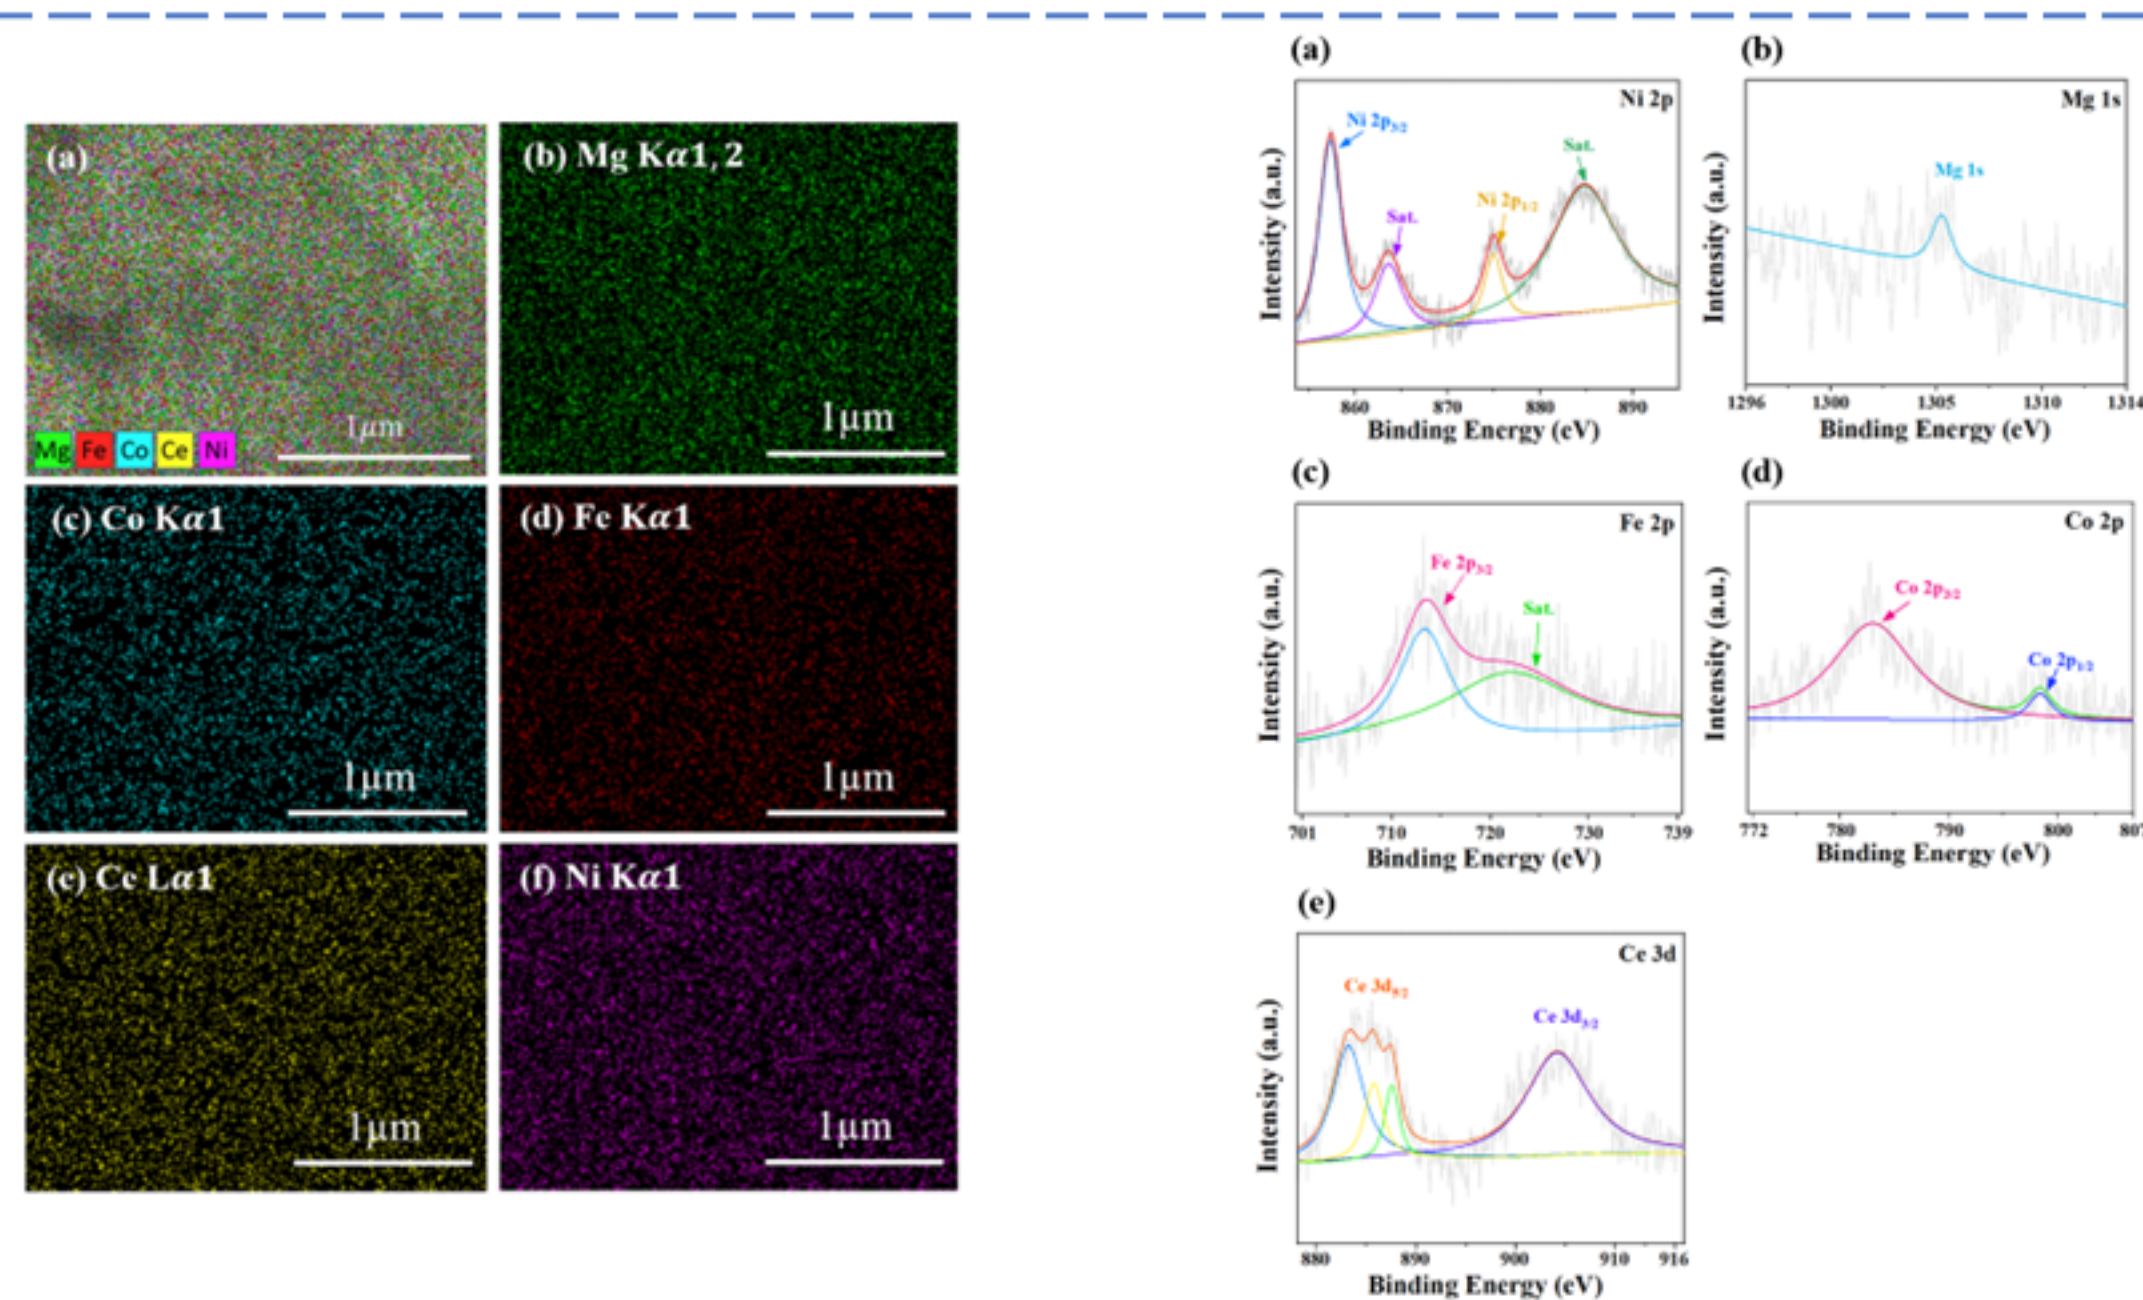 (a)
Mg Fe Co Ce Ni
1μm
(b) Mg Kα1, 2
1μm
(c) Co Kα1
1μm
(d) Fe Kα1
1μm
(e) Ce Lα1
1μm
(f) Ni Kα1
1μm
(a)
Ni 2p
Ni 2p3/2
Sat.
Ni 2p1/2
Sat.
Intensity (a.u.)
860 870 880 890
Binding Energy (eV)
(b)
Mg 1s
Mg 1s
Intensity (a.u.)
1296 1300 1305 1310 1314
Binding Energy (eV)
(c)
Fe 2p
Fe 2p3/2
Sat.
Intensity (a.u.)
701 710 720 730 739
Binding Energy (eV)
(d)
Co 2p
Co 2p3/2
Co 2p1/2
Intensity (a.u.)
772 780 790 800 807
Binding Energy (eV)
(e)
Ce 3d
Ce 3d5/2
Ce 3d3/2
Intensity (a.u.)
880 890 900 910 916
Binding Energy (eV)